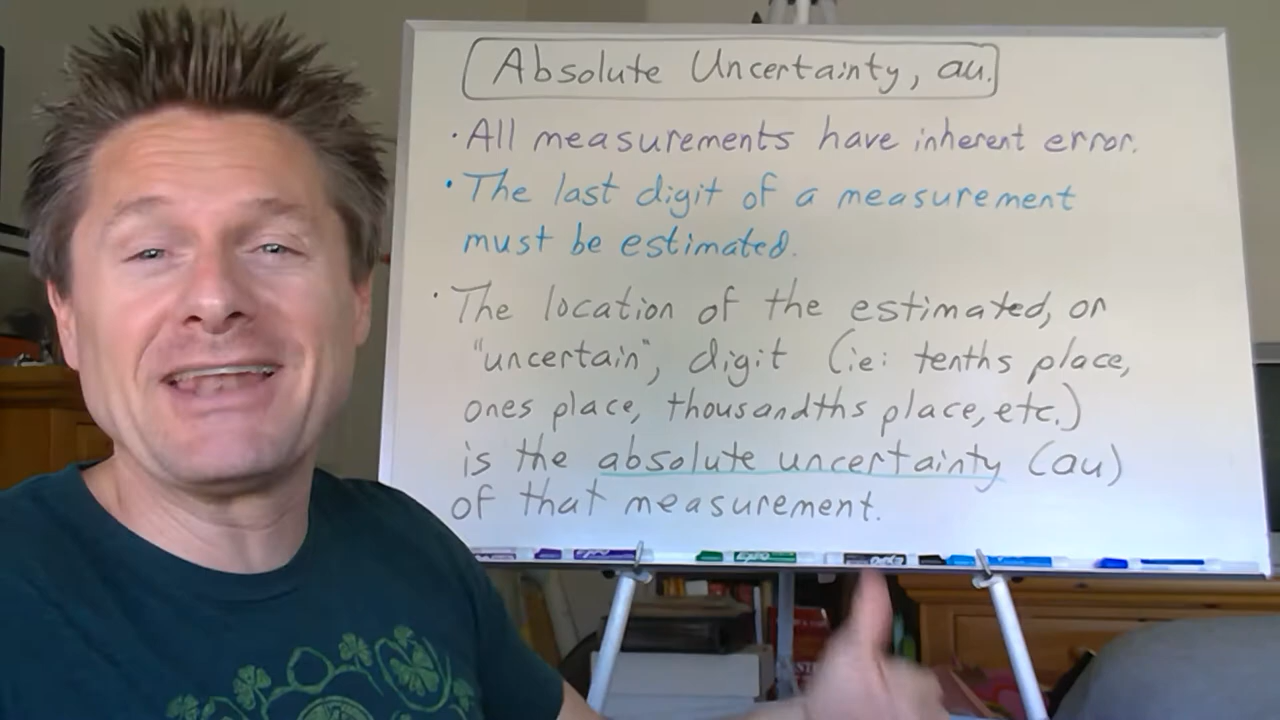 Absolute Uncertainty, au.
· All measurements have inherent error.
· The last digit of a measurement
must be estimated.
· The location of the estimated, or
"uncertain", digit (ie: tenths place,
ones place, thousandths place, etc.)
is the absolute uncertainty (au)
of that measurement.